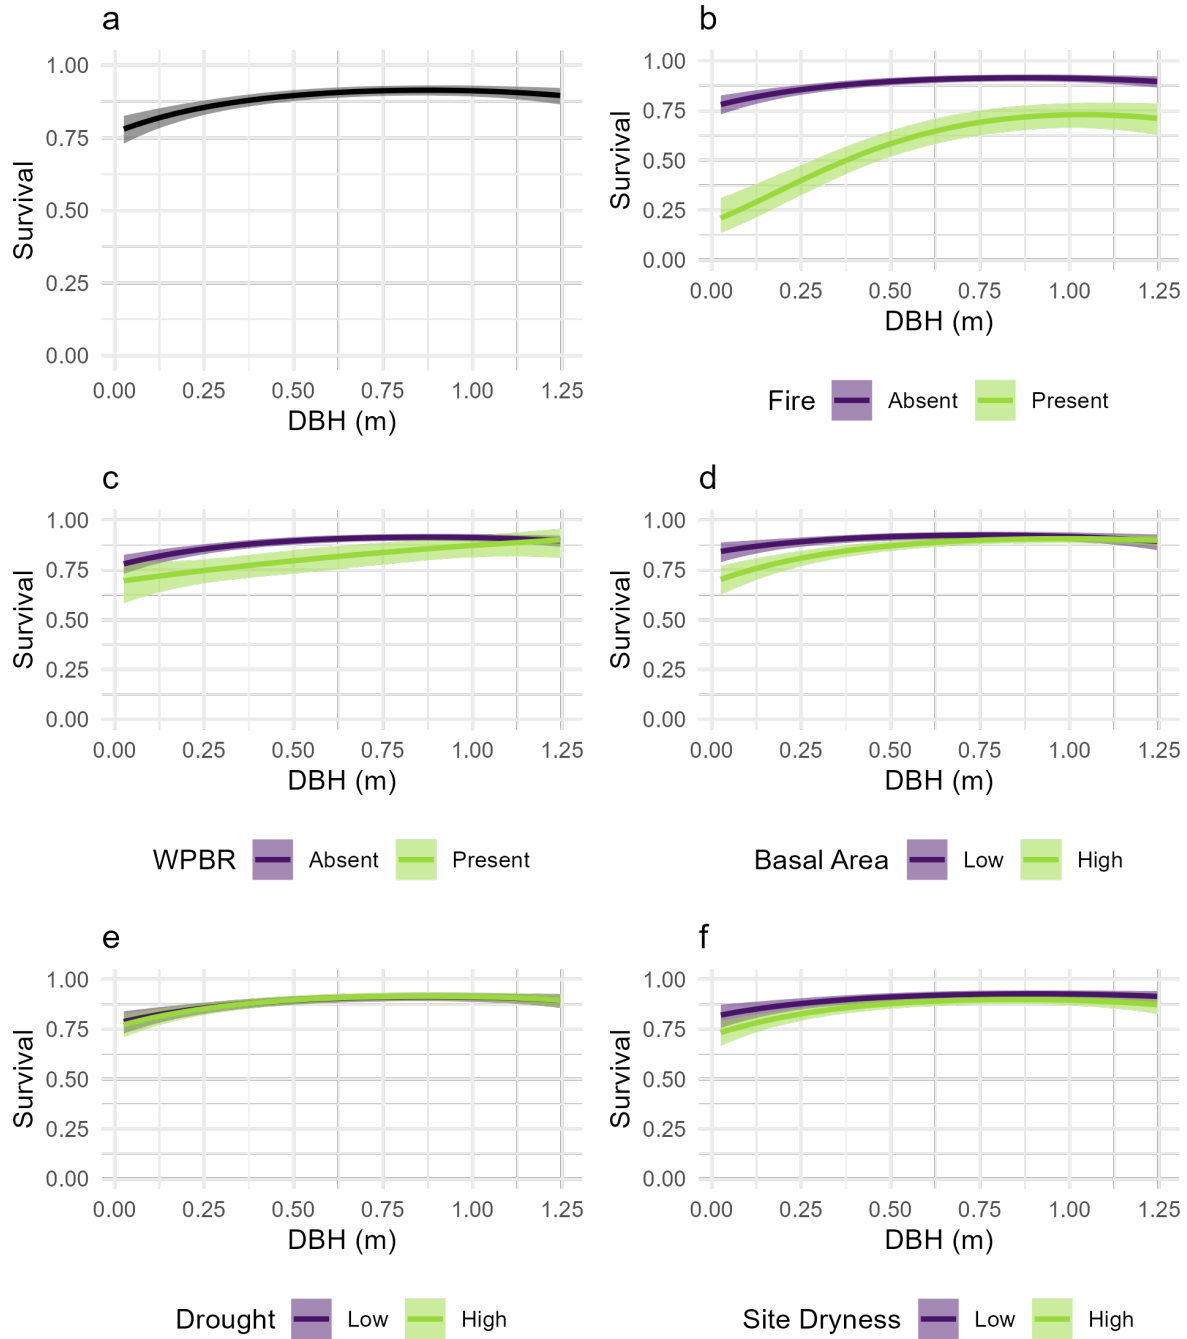 a
1.00
0.75
0.50
0.25
0.00
Survival
0.00 0.25 0.50 0.75 1.00 1.25
DBH (m)
b
1.00
0.75
0.50
0.25
0.00
Survival
0.00 0.25 0.50 0.75 1.00 1.25
DBH (m)
Fire Absent Present
c
1.00
0.75
0.50
0.25
0.00
Survival
0.00 0.25 0.50 0.75 1.00 1.25
DBH (m)
WPBR Absent Present
d
1.00
0.75
0.50
0.25
0.00
Survival
0.00 0.25 0.50 0.75 1.00 1.25
DBH (m)
Basal Area Low High
e
1.00
0.75
0.50
0.25
0.00
Survival
0.00 0.25 0.50 0.75 1.00 1.25
DBH (m)
Drought Low High
f
1.00
0.75
0.50
0.25
0.00
Survival
0.00 0.25 0.50 0.75 1.00 1.25
DBH (m)
Site Dryness Low High